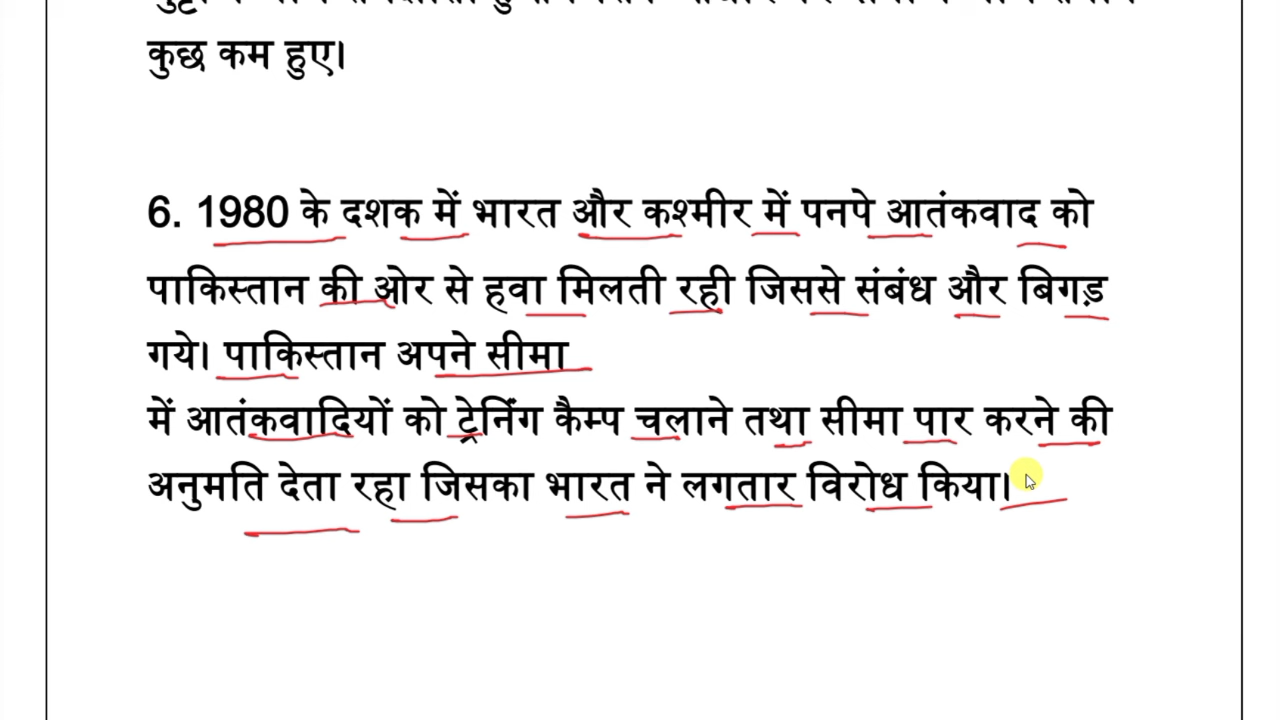 कुछ कम हुए।
6. 1980 के दशक में भारत और कश्मीर में पनपे आतंकवाद को
पाकिस्तान की ओर से हवा मिलती रही जिससे संबंध और बिगड़
गये। पाकिस्तान अपने सीमा
में आतंकवादियों को ट्रेनिंग कैम्प चलाने तथा सीमा पार करने की
अनुमति देता रहा जिसका भारत ने लगतार विरोध किया।